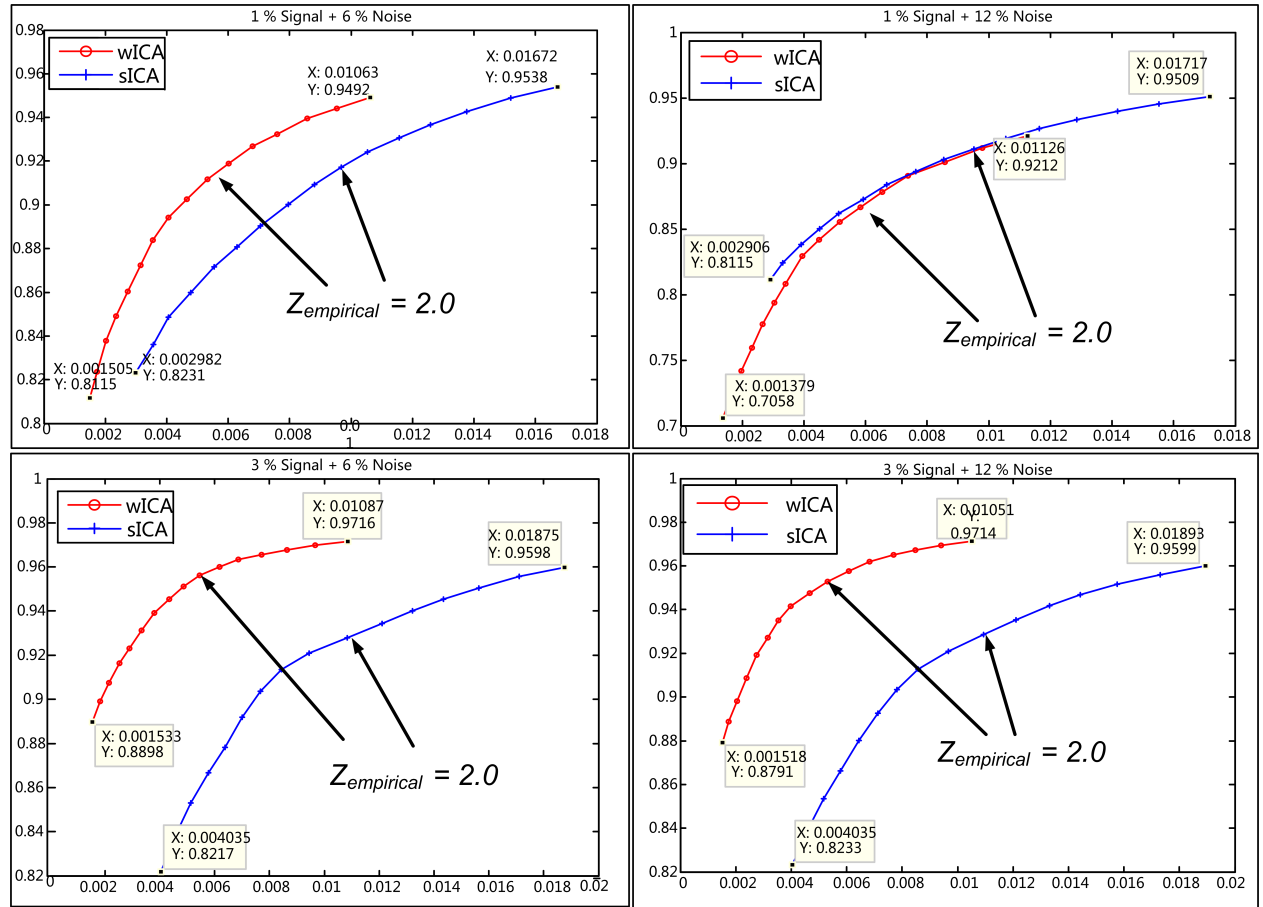 1 % Signal + 6 % Noise
0.98
0.96
0.94
0.92
0.9
0.88
0.86
0.84
0.82
0.8
wICA
sICA
X: 0.01063
Y: 0.9492
X: 0.01672
Y: 0.9538
X: 0.001505
Y: 0.8115
X: 0.002982
Y: 0.8231
Zempirical = 2.0
0 0.002 0.004 0.006 0.008 0.01 0.012 0.014 0.016 0.018
1 % Signal + 12 % Noise
1
0.95
0.9
0.85
0.8
0.75
0.7
wICA
sICA
X: 0.01717
Y: 0.9509
X: 0.01126
Y: 0.9212
X: 0.002906
Y: 0.8115
X: 0.001379
Y: 0.7058
Zempirical = 2.0
0 0.002 0.004 0.006 0.008 0.01 0.012 0.014 0.016 0.018
3 % Signal + 6 % Noise
1
0.98
0.96
0.94
0.92
0.9
0.88
0.86
0.84
0.82
wICA
sICA
X: 0.01087
Y: 0.9716
X: 0.01875
Y: 0.9598
X: 0.001533
Y: 0.8898
X: 0.004035
Y: 0.8217
Zempirical = 2.0
0 0.002 0.004 0.006 0.008 0.01 0.012 0.014 0.016 0.018 0.02
3 % Signal + 12 % Noise
1
0.98
0.96
0.94
0.92
0.9
0.88
0.86
0.84
0.82
wICA
sICA
X: 0.01051
Y:
0.9714
X: 0.01893
Y: 0.9599
X: 0.001518
Y: 0.8791
X: 0.004035
Y: 0.8233
Zempirical = 2.0
0 0.002 0.004 0.006 0.008 0.01 0.012 0.014 0.016 0.018 0.02